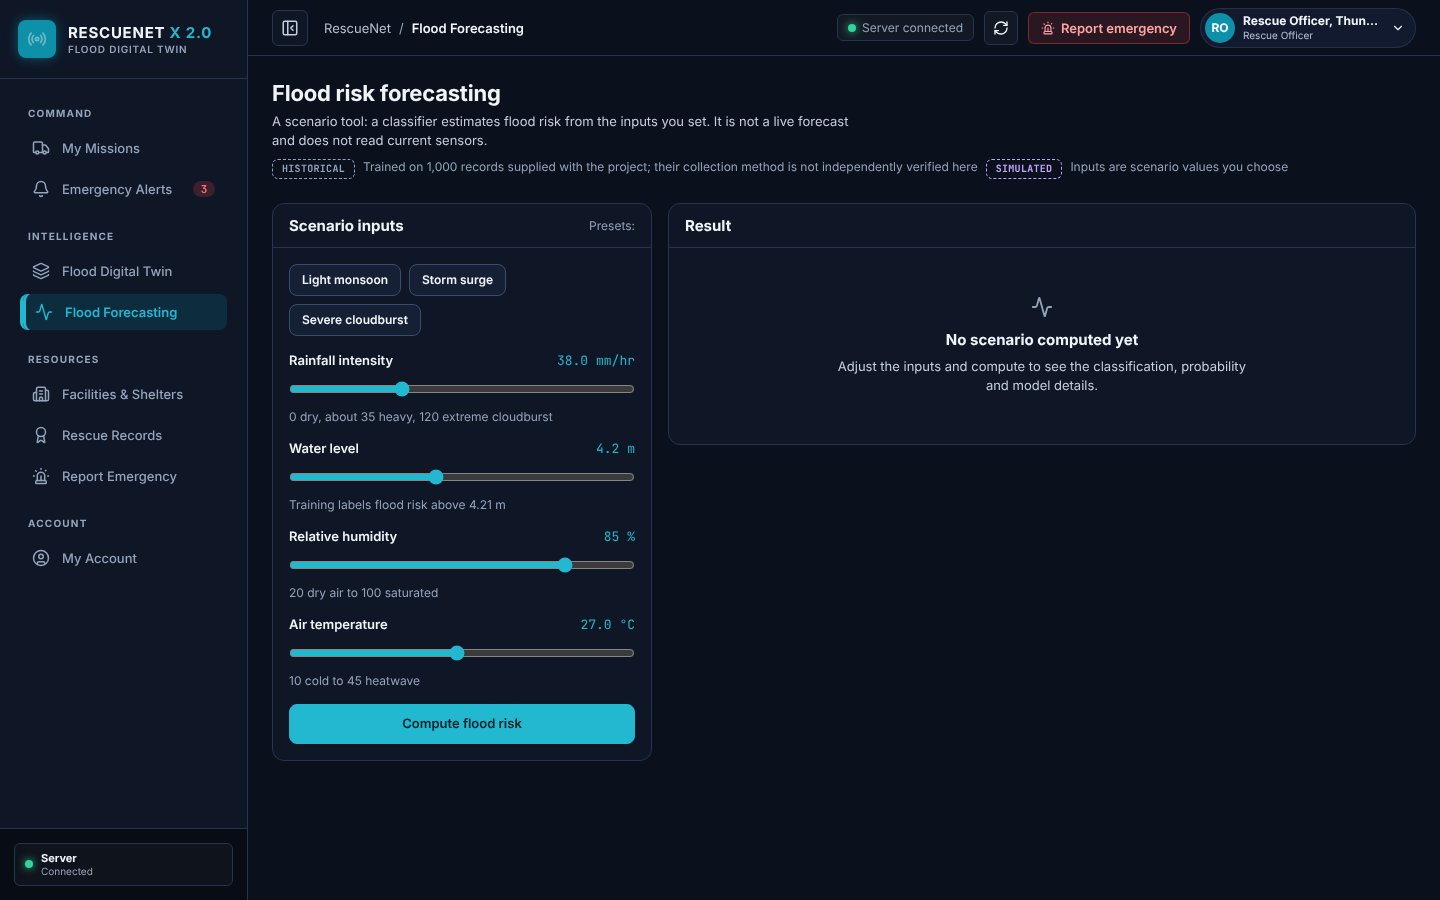 RESCUENET X 2.0
FLOOD DIGITAL TWIN
COMMAND
My Missions
Emergency Alerts 3
INTELLIGENCE
Flood Digital Twin
Flood Forecasting
RESOURCES
Facilities & Shelters
Rescue Records
Report Emergency
ACCOUNT
My Account
Server
Connected
RescueNet / Flood Forecasting
Server connected
Report emergency
RO
Rescue Officer, Thun...
Rescue Officer
Flood risk forecasting
A scenario tool: a classifier estimates flood risk from the inputs you set. It is not a live forecast
and does not read current sensors.
HISTORICAL Trained on 1,000 records supplied with the project; their collection method is not independently verified here SIMULATED Inputs are scenario values you choose
Scenario inputs Presets:
Light monsoon Storm surge
Severe cloudburst
Rainfall intensity 38.0 mm/hr
0 dry, about 35 heavy, 120 extreme cloudburst
Water level 4.2 m
Training labels flood risk above 4.21 m
Relative humidity 85 %
20 dry air to 100 saturated
Air temperature 27.0 °C
10 cold to 45 heatwave
Compute flood risk
Result
No scenario computed yet
Adjust the inputs and compute to see the classification, probability
and model details.